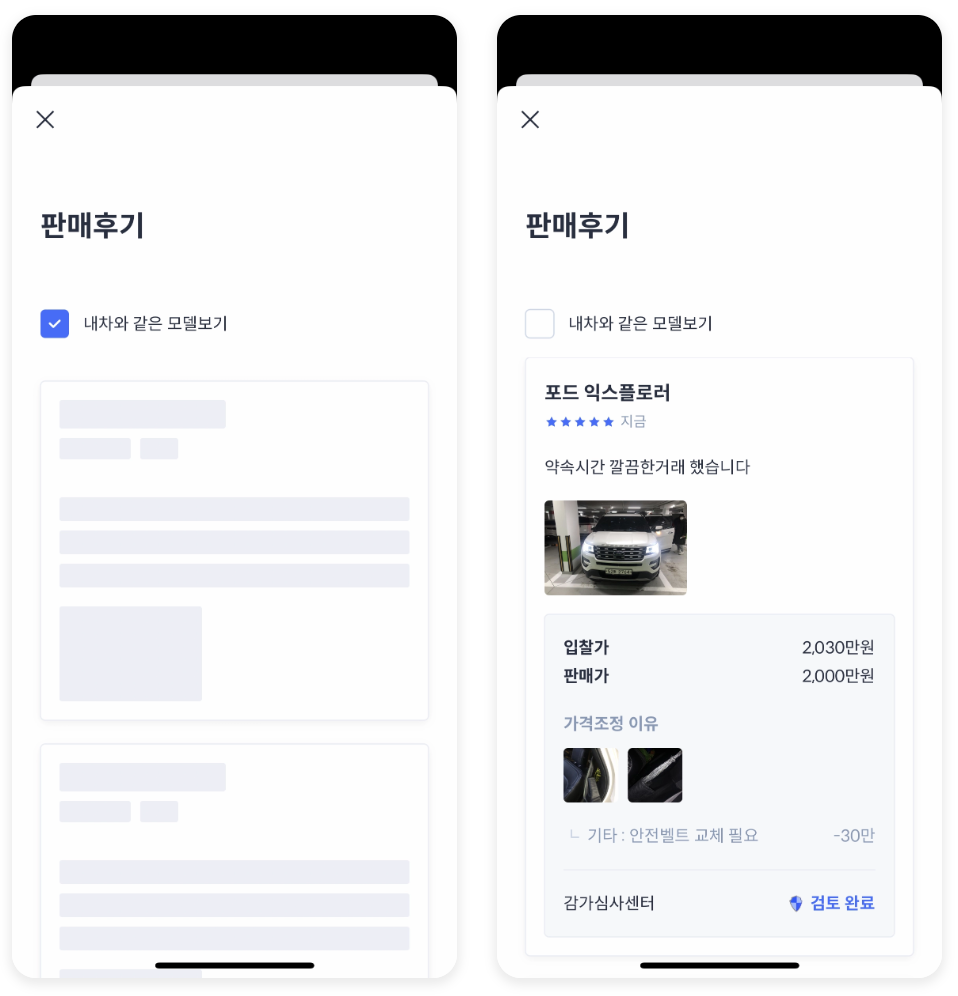 판매후기
내차와 같은 모델보기
판매후기
내차와 같은 모델보기
포드 익스플로러
지금
약속시간 깔끔한거래 했습니다
입찰가 2,030만원
판매가 2,000만원
가격조정 이유
기타 : 안전벨트 교체 필요 -30만
감가심사센터 검토 완료